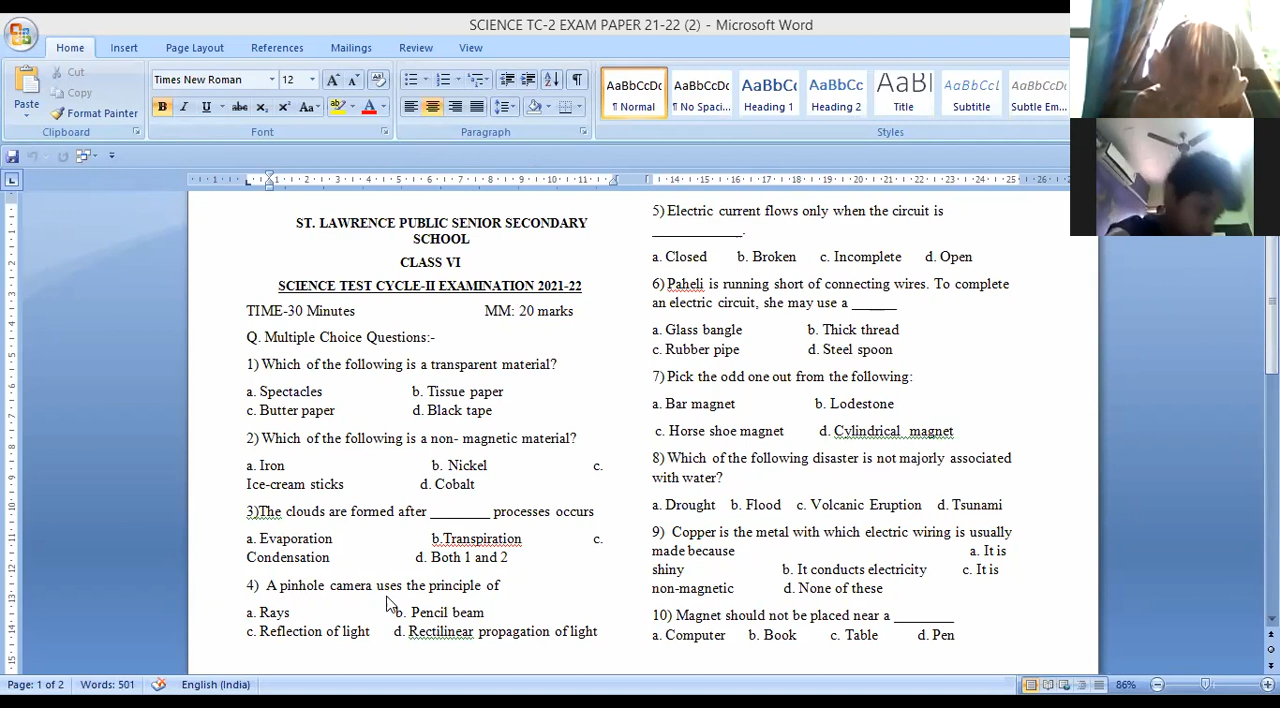 SCIENCE TC-2 EXAM PAPER 21-22 (2) - Microsoft Word
Home Insert Page Layout References Mailings Review View
Paste
Cut
Copy
Format Painter
Clipboard
Times New Roman 12
Font
Paragraph
AaBbCcDc AaBbCcDc AaBbC AaBbCc AaBl AaBbCcL AaBbCcDc
¶ Normal ¶ No Spaci... Heading 1 Heading 2 Title Subtitle Subtle Em...
Styles
ST. LAWRENCE PUBLIC SENIOR SECONDARY
SCHOOL
CLASS VI
SCIENCE TEST CYCLE-II EXAMINATION 2021-22
TIME-30 Minutes MM: 20 marks
Q. Multiple Choice Questions:-
1) Which of the following is a transparent material?
a. Spectacles b. Tissue paper
c. Butter paper d. Black tape
2) Which of the following is a non- magnetic material?
a. Iron b. Nickel c.
Ice-cream sticks d. Cobalt
3)The clouds are formed after ________ processes occurs
a. Evaporation b.Transpiration c.
Condensation d. Both 1 and 2
4) A pinhole camera uses the principle of
a. Rays b. Pencil beam
c. Reflection of light d. Rectilinear propagation of light
5) Electric current flows only when the circuit is
____________.
a. Closed b. Broken c. Incomplete d. Open
6) Paheli is running short of connecting wires. To complete
an electric circuit, she may use a ______
a. Glass bangle b. Thick thread
c. Rubber pipe d. Steel spoon
7) Pick the odd one out from the following:
a. Bar magnet b. Lodestone
c. Horse shoe magnet d. Cylindrical magnet
8) Which of the following disaster is not majorly associated
with water?
a. Drought b. Flood c. Volcanic Eruption d. Tsunami
9) Copper is the metal with which electric wiring is usually
made because a. It is
shiny b. It conducts electricity c. It is
non-magnetic d. None of these
10) Magnet should not be placed near a ________
a. Computer b. Book c. Table d. Pen
Page: 1 of 2 Words: 501 English (India) 86%